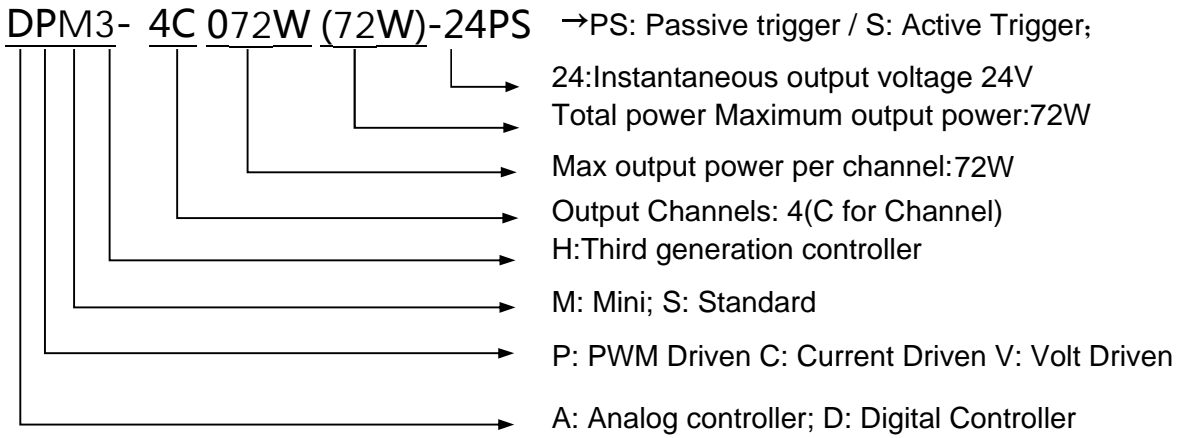 DPM3- 4C 072W (72W)-24PS →PS: Passive trigger / S: Active Trigger;
24:Instantaneous output voltage 24V
Total power Maximum output power:72W
Max output power per channel:72W
Output Channels: 4(C for Channel)
H:Third generation controller
M: Mini; S: Standard
P: PWM Driven C: Current Driven V: Volt Driven
A: Analog controller; D: Digital Controller